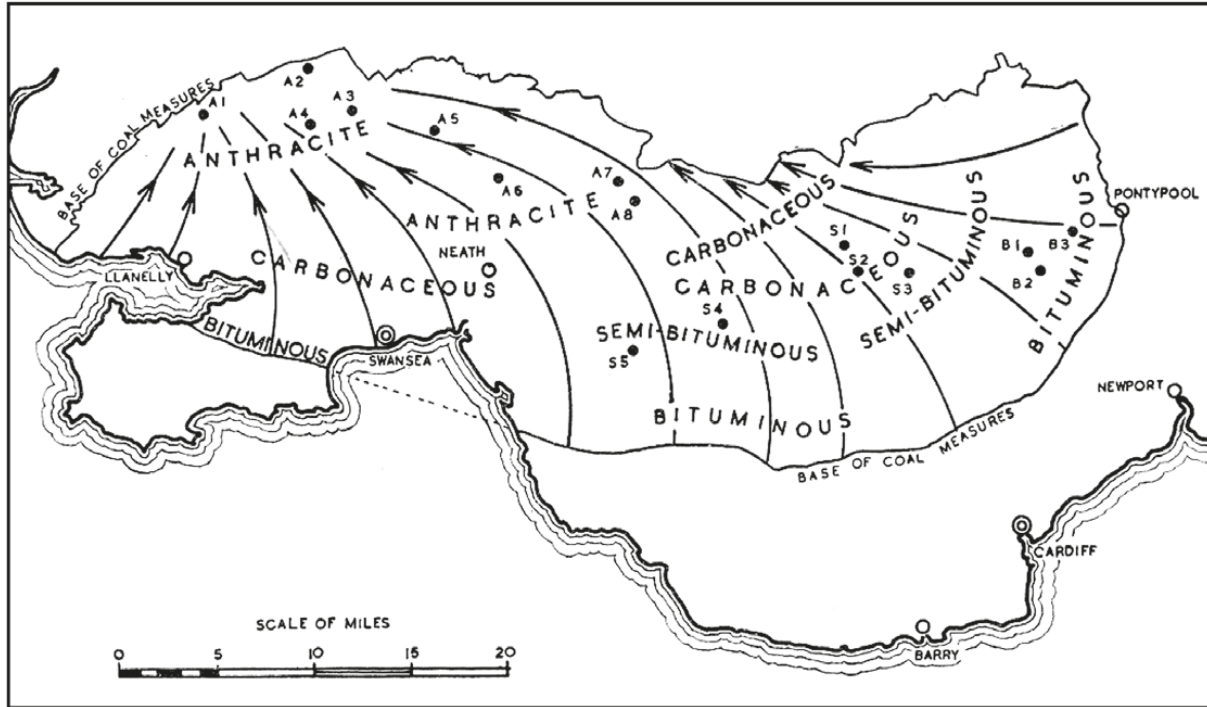 A2
A1
A3
A4
A5
BASE OF COAL MEASURES
ANTHRACITE
A6
A7
A8
ANTHRACITE
PONTYPOOL
CARBONACEOUS
S1
B1
B3
NEATH
S2
S3
B2
CARBONACEOUS
SEMI-BITUMINOUS
BITUMINOUS
LLANELLY
CARBONACEOUS
S4
SEMI-BITUMINOUS
BITUMINOUS
SWANSEA
S5
NEWPORT
BITUMINOUS
BASE OF COAL MEASURES
CARDIFF
SCALE OF MILES
0 5 10 15 20
BARRY